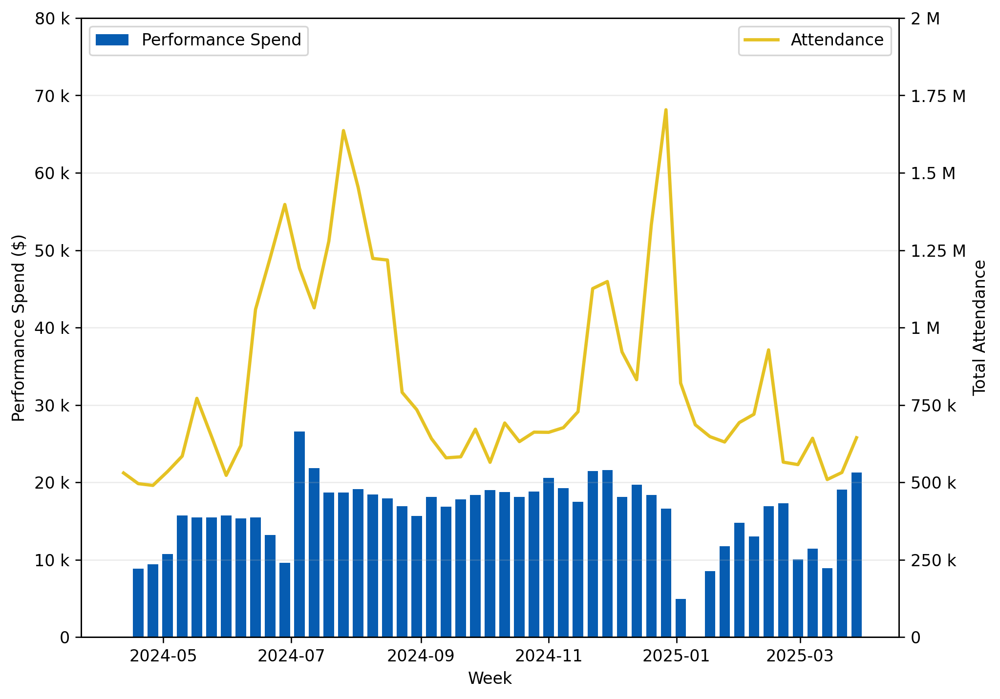 Performance Spend
Attendance
80 k
70 k
60 k
50 k
40 k
30 k
20 k
10 k
0
Performance Spend ($)
2 M
1.75 M
1.5 M
1.25 M
1 M
750 k
500 k
250 k
0
Total Attendance
2024-05
2024-07
2024-09
2024-11
2025-01
2025-03
Week